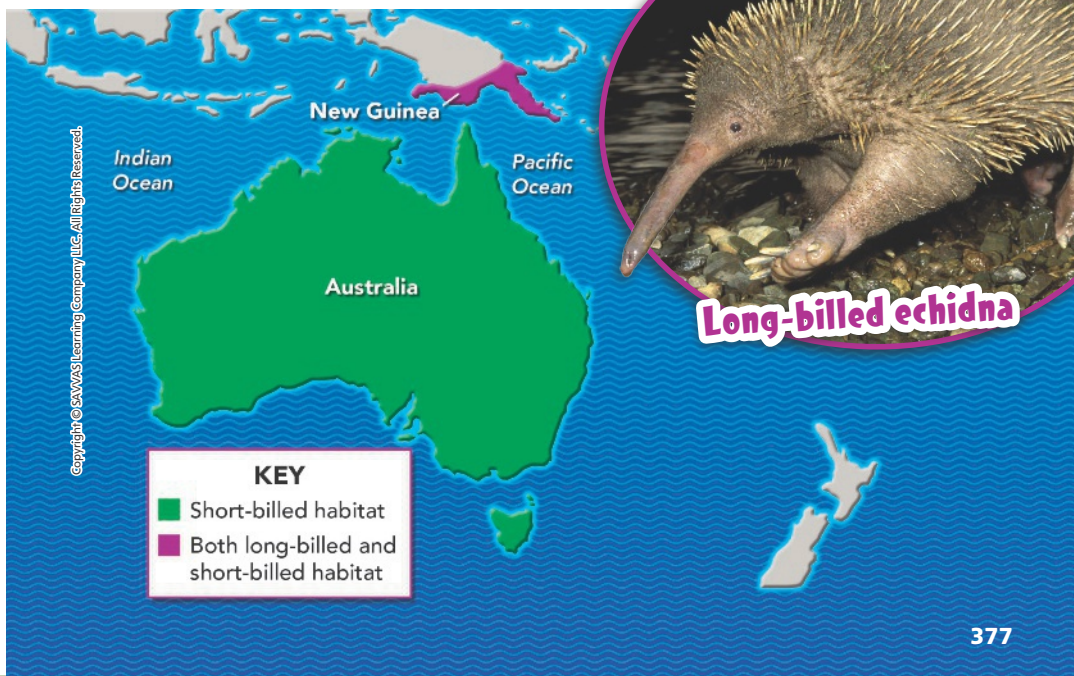 New Guinea
Indian
Ocean
Pacific
Ocean
Australia
Long-billed echidna
KEY
Short-billed habitat
Both long-billed and
short-billed habitat
Copyright © SAVVAS Learning Company LLC. All Rights Reserved.
377